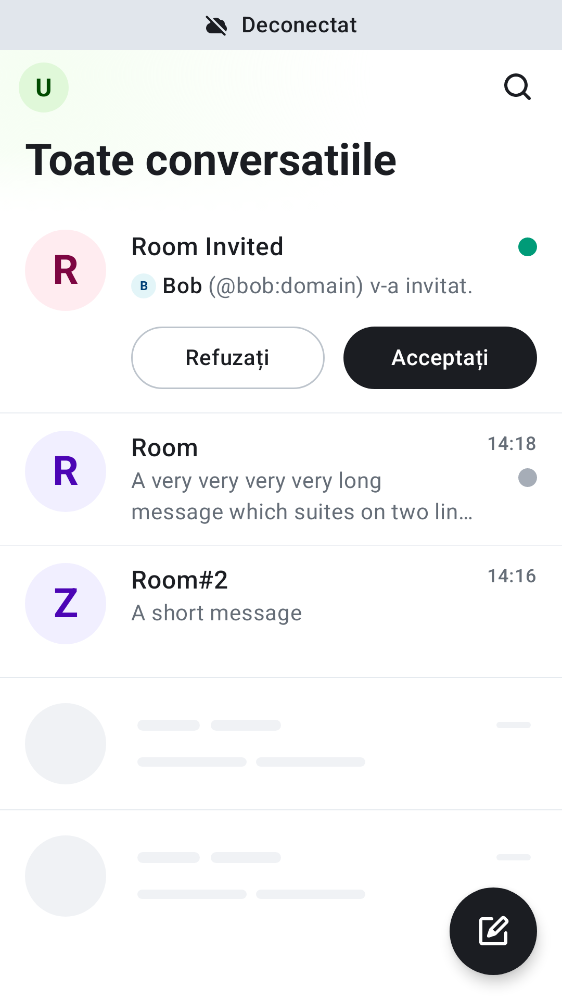 Deconectat
U
Toate conversatiile
R
Room Invited
B Bob (@bob:domain) v-a invitat.
Refuzați
Acceptați
R
Room
14:18
A very very very very long
message which suites on two lin…
Z
Room#2
14:16
A short message